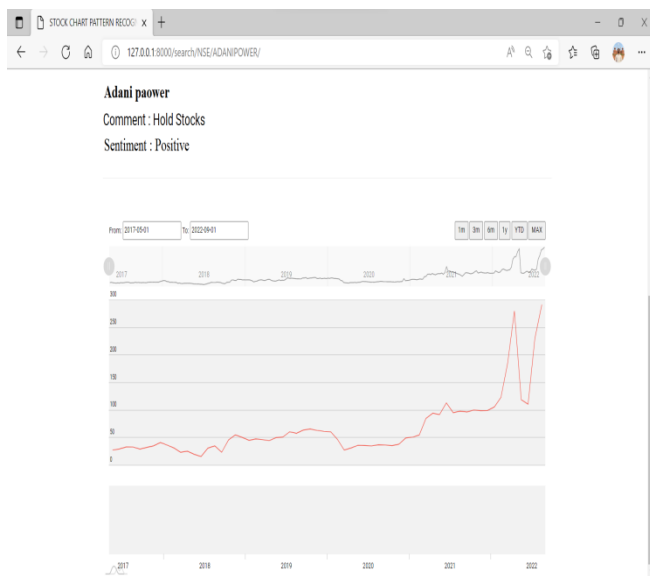 STOCK CHART PATTERN RECOG
127.0.0.1:8000/search/NSE/ADANIPOWER/
Adani paower
Comment : Hold Stocks
Sentiment : Positive
From: 2017-05-01 To: 2022-09-01 1m 3m 6m 1y YTD MAX
2017 2018 2019 2020 2021 2022
300
250
200
150
100
50
0
2017 2018 2019 2020 2021 2022